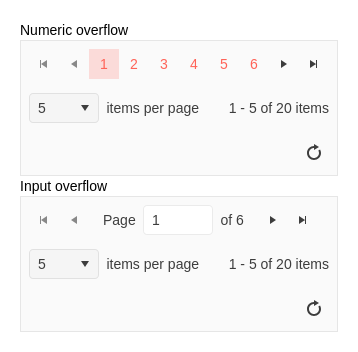 Numeric overflow
1 2 3 4 5 6
5 items per page 1 - 5 of 20 items
Input overflow
Page 1 of 6
5 items per page 1 - 5 of 20 items